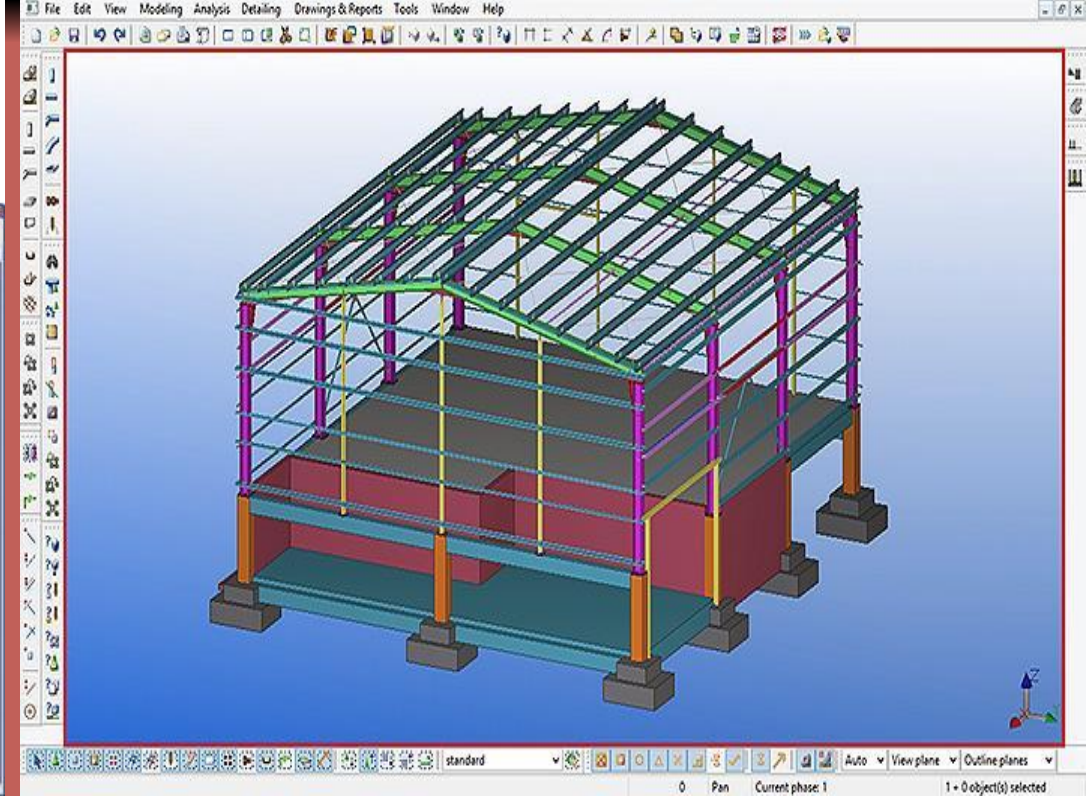 File Edit View Modeling Analysis Detailing Drawings & Reports Tools Window Help
Z
standard Auto View plane Outline planes
0 Pan Current phase: 1 1 + 0 object(s) selected